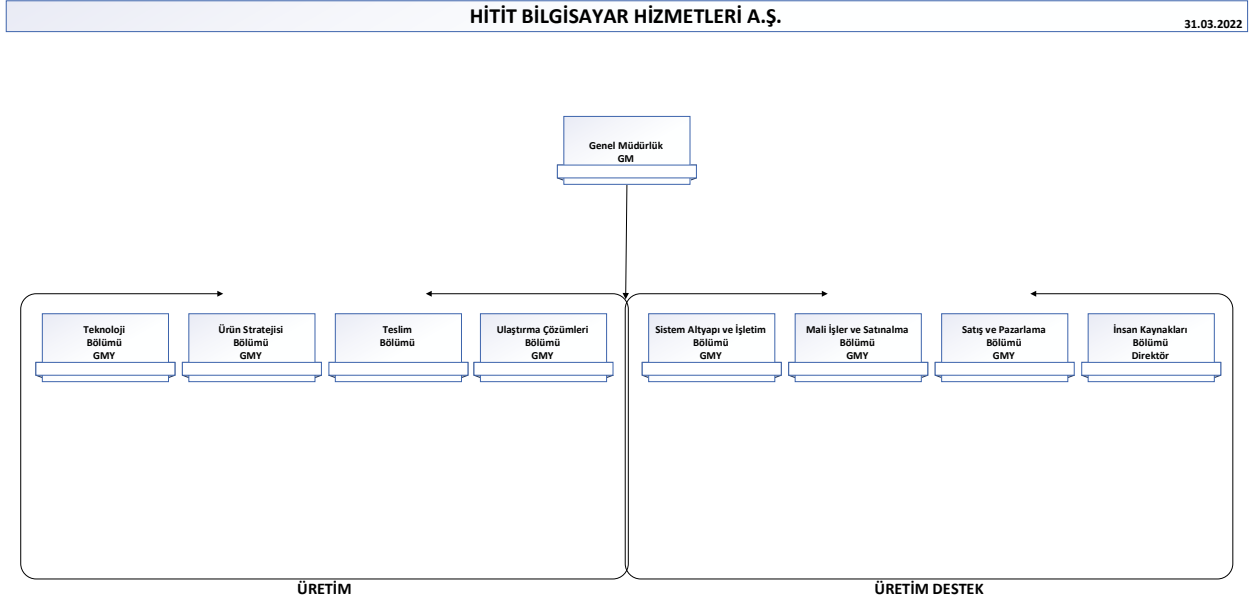 HİTİT BİLGİSAYAR HİZMETLERİ A.Ş.
31.03.2022
Genel Müdürlük
GM
Teknoloji
Bölümü
GMY
Ürün Stratejisi
Bölümü
GMY
Teslim
Bölümü
Ulaştırma Çözümleri
Bölümü
GMY
Sistem Altyapı ve İşletim
Bölümü
GMY
Mali İşler ve Satınalma
Bölümü
GMY
Satış ve Pazarlama
Bölümü
GMY
İnsan Kaynakları
Bölümü
Direktör
ÜRETİM
ÜRETİM DESTEK